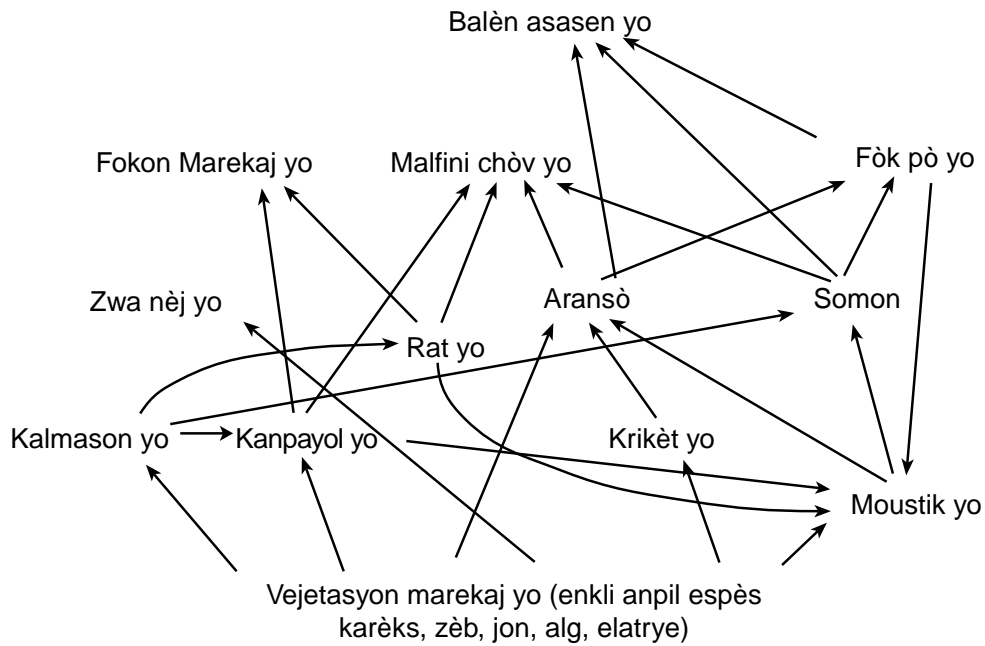 Balèn asasen yo
Fokon Marekaj yo
Malfini chòv yo
Fòk pò yo
Zwa nèj yo
Aransò
Somon
Rat yo
Kalmason yo
Kanpayol yo
Krikèt yo
Moustik yo
Vejetasyon marekaj yo (enkli anpil espès
karèks, zèb, jon, alg, elatrye)